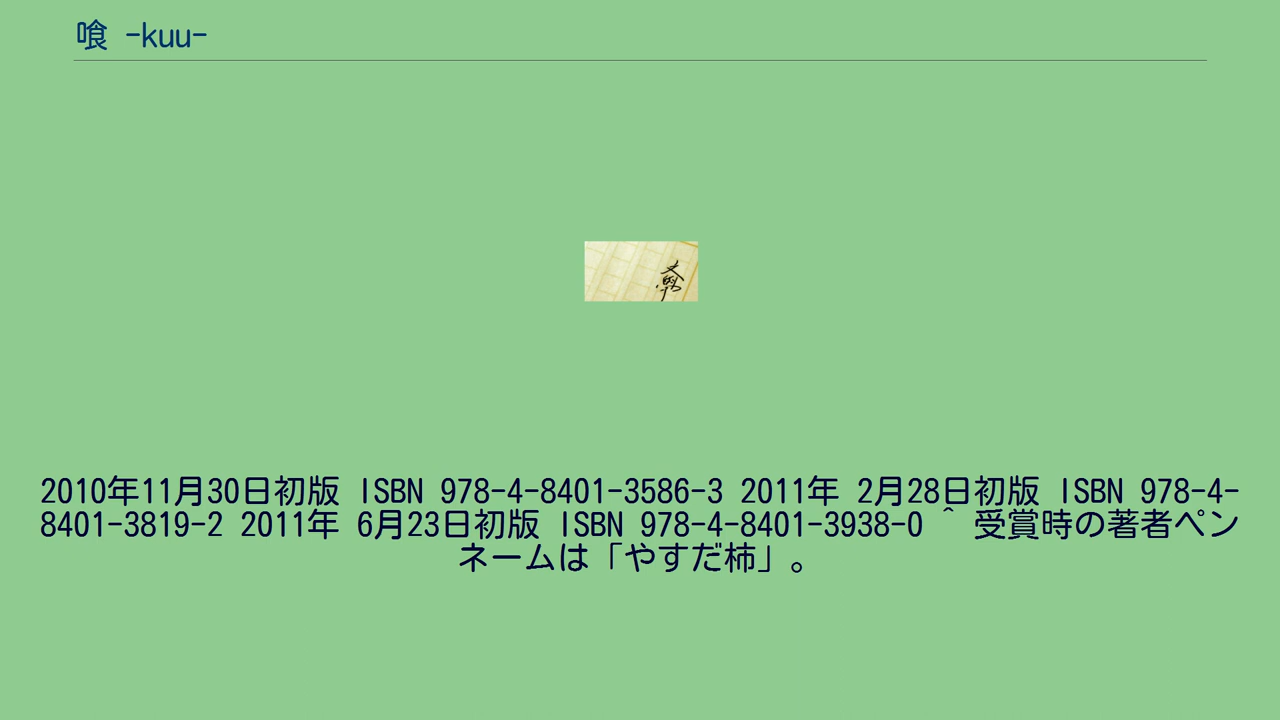 喰 -kuu-
2010年11月30日初版 ISBN 978-4-8401-3586-3 2011年 2月28日初版 ISBN 978-4-
8401-3819-2 2011年 6月23日初版 ISBN 978-4-8401-3938-0 ^ 受賞時の著者ペン
ネームは「やすだ柿」。